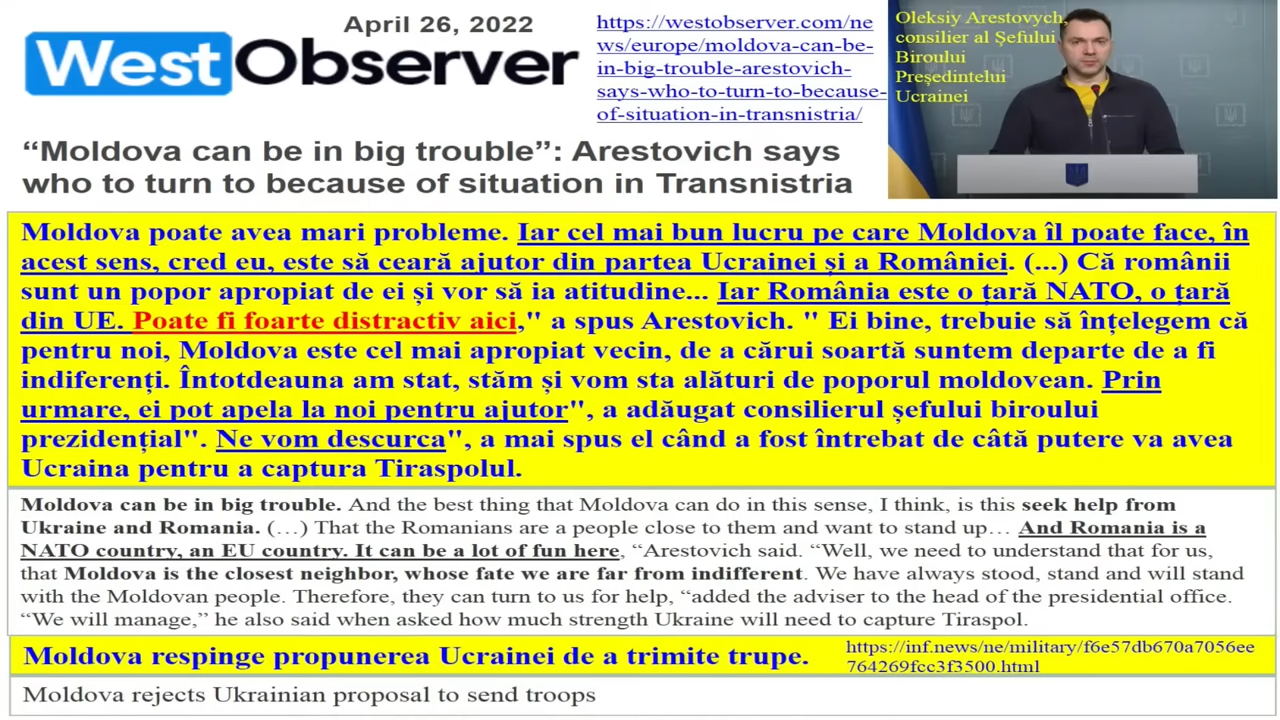 April 26, 2022
West Observer
https://westobserver.com/ne
ws/europe/moldova-can-be-
in-big-trouble-arestovich-
says-who-to-turn-to-because-
of-situation-in-transnistria/
Oleksiy Arestovych,
consilier al Șefului
Biroului
Președintelui
Ucrainei
“Moldova can be in big trouble”: Arestovich says
who to turn to because of situation in Transnistria
Moldova poate avea mari probleme. Iar cel mai bun lucru pe care Moldova îl poate face, în
acest sens, cred eu, este să ceară ajutor din partea Ucrainei și a României. (...) Că românii
sunt un popor apropiat de ei și vor să ia atitudine... Iar România este o țară NATO, o țară
din UE. Poate fi foarte distractiv aici," a spus Arestovich. " Ei bine, trebuie să înțelegem că
pentru noi, Moldova este cel mai apropiat vecin, de a cărui soartă suntem departe de a fi
indiferenți. Întotdeauna am stat, stăm și vom sta alături de poporul moldovean. Prin
urmare, ei pot apela la noi pentru ajutor", a adăugat consilierul șefului biroului
prezidențial". Ne vom descurca", a mai spus el când a fost întrebat de câtă putere va avea
Ucraina pentru a captura Tiraspolul.
Moldova can be in big trouble. And the best thing that Moldova can do in this sense, I think, is this seek help from
Ukraine and Romania. (…) That the Romanians are a people close to them and want to stand up… And Romania is a
NATO country, an EU country. It can be a lot of fun here, “Arestovich said. “Well, we need to understand that for us,
that Moldova is the closest neighbor, whose fate we are far from indifferent. We have always stood, stand and will stand
with the Moldovan people. Therefore, they can turn to us for help, “added the adviser to the head of the presidential office.
“We will manage,” he also said when asked how much strength Ukraine will need to capture Tiraspol.
Moldova respinge propunerea Ucrainei de a trimite trupe.
https://inf.news/ne/military/f6e57db670a7056ee
764269fcc3f3500.html
Moldova rejects Ukrainian proposal to send troops